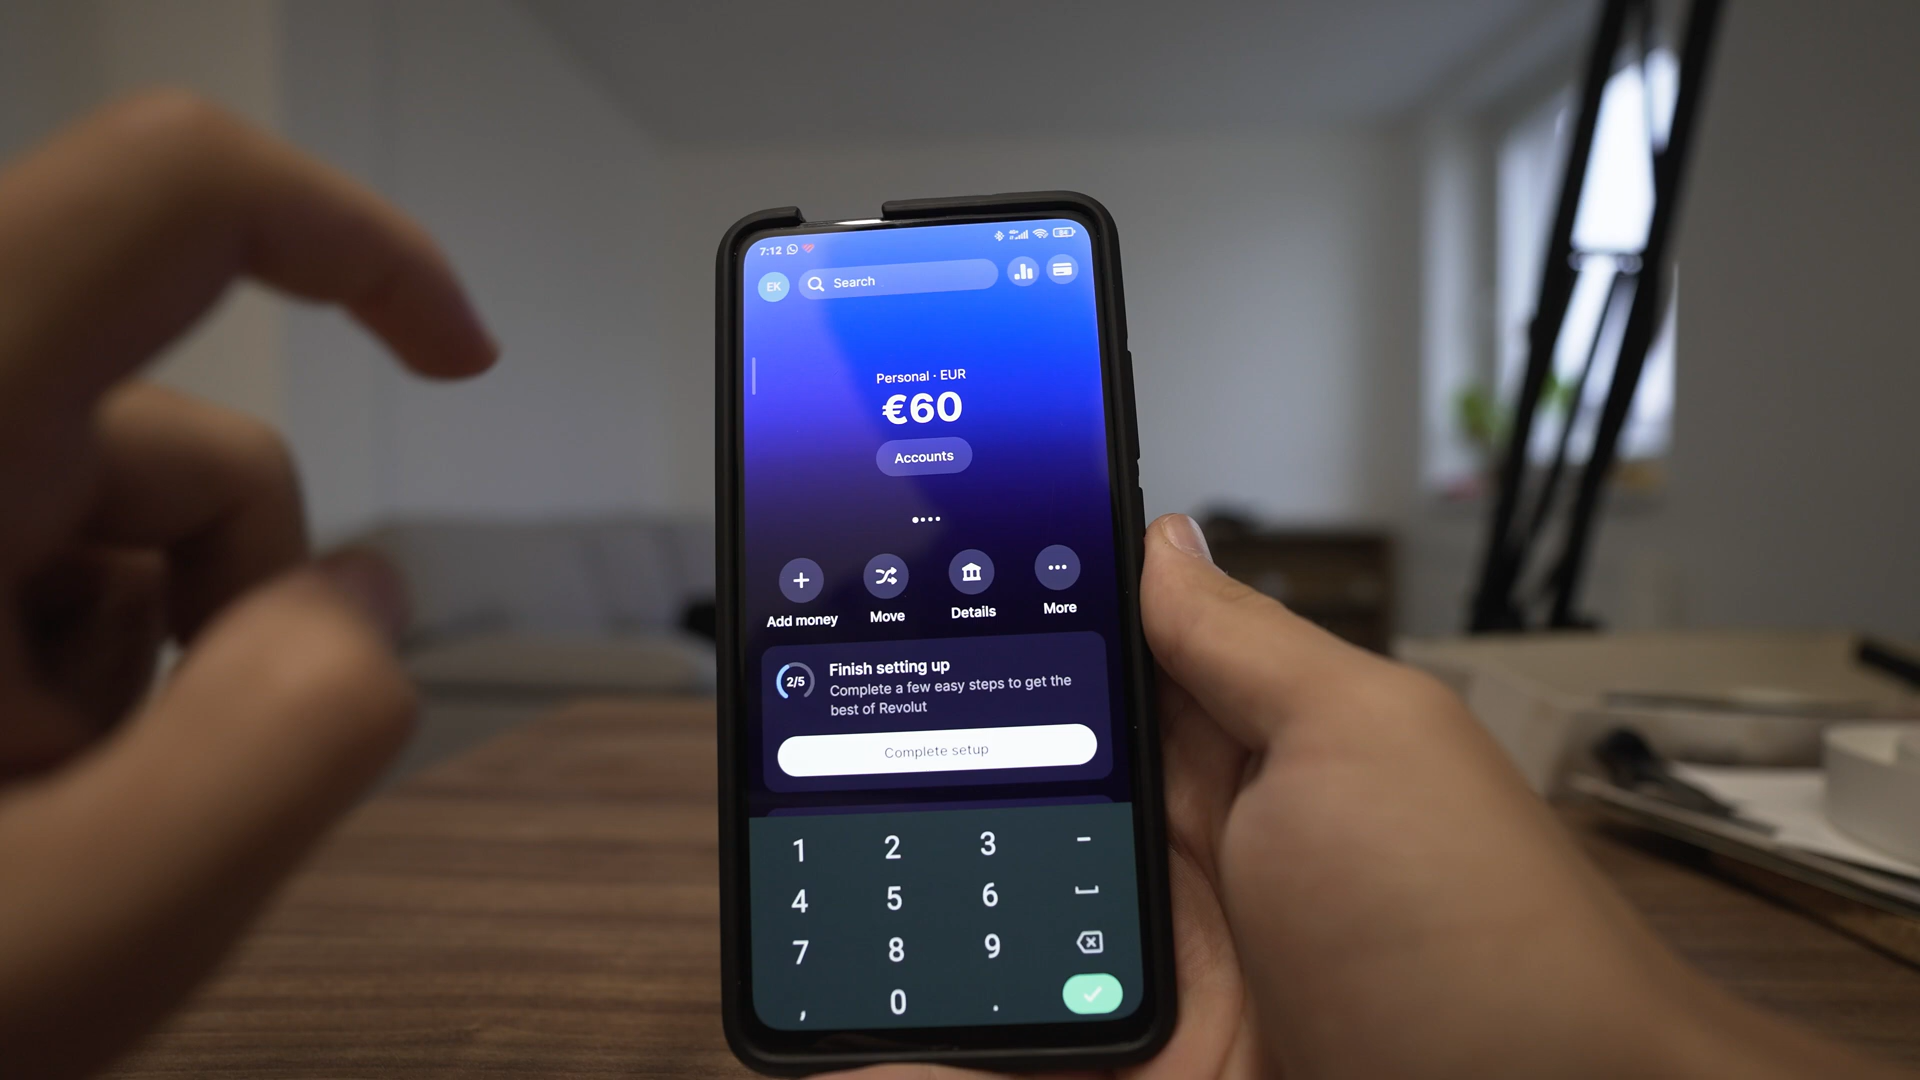 7:12
84
EK
Search
Personal · EUR
€60
Accounts
Add money
Move
Details
More
2/5
Finish setting up
Complete a few easy steps to get the
best of Revolut
Complete setup
1 2 3 -
4 5 6
7 8 9
, 0 .